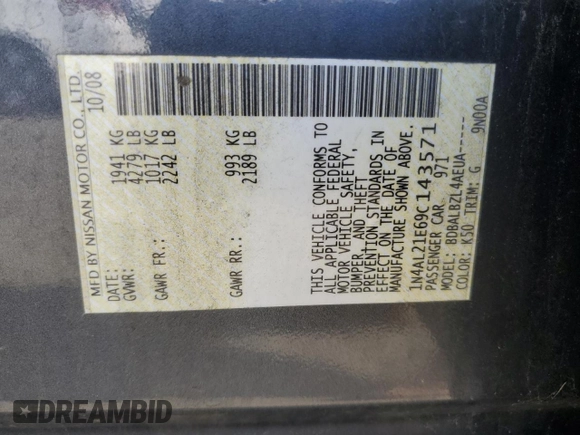 MFD BY NISSAN MOTOR CO., LTD.
DATE: 10/08
GVWR: 1941 KG
4279 LB
GAWR FR.: 1017 KG
2242 LB
GAWR RR.: 993 KG
2189 LB
THIS VEHICLE CONFORMS TO
ALL APPLICABLE FEDERAL
MOTOR VEHICLE SAFETY,
BUMPER, AND THEFT
PREVENTION STANDARDS IN
EFFECT ON THE DATE OF
MANUFACTURE SHOWN ABOVE.
1N4AL21E69C143571
PASSENGER CAR 971
MODEL: BDBALBZL4AEUA-----
COLOR: K50 TRIM: G 9N00A
DREAMBID